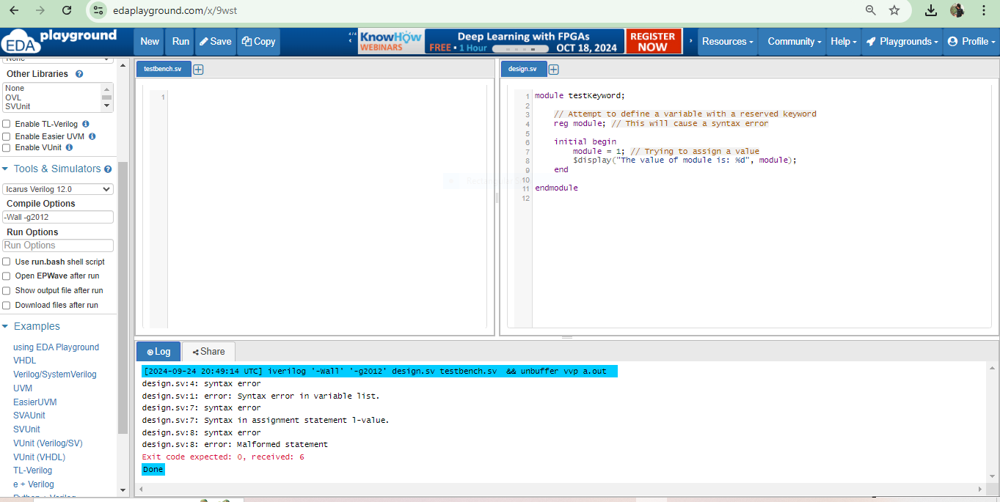 edaplayground.com/x/9wst
EDA playground
New Run Save Copy
KnowHow WEBINARS
Deep Learning with FPGAs
FREE • 1 Hour OCT 18, 2024
REGISTER NOW
Resources Community Help Playgrounds Profile
None
Other Libraries
None
OVL
SVUnit
Enable TL-Verilog
Enable Easier UVM
Enable VUnit
Tools & Simulators
Icarus Verilog 12.0
Compile Options
-Wall -g2012
Run Options
Run Options
Use run.bash shell script
Open EPWave after run
Show output file after run
Download files after run
Examples
using EDA Playground
VHDL
Verilog/SystemVerilog
UVM
EasierUVM
SVAUnit
SVUnit
VUnit (Verilog/SV)
VUnit (VHDL)
TL-Verilog
e + Verilog
Python + Verilog
testbench.sv
1
design.sv
1 module testKeyword;
2
3 // Attempt to define a variable with a reserved keyword
4 reg module; // This will cause a syntax error
5
6 initial begin
7 module = 1; // Trying to assign a value
8 $display("The value of module is: %d", module);
9 end
10
11 endmodule
12
Log Share
[2024-09-24 20:49:14 UTC] iverilog '-Wall' '-g2012' design.sv testbench.sv && unbuffer vvp a.out
design.sv:4: syntax error
design.sv:1: error: Syntax error in variable list.
design.sv:7: syntax error
design.sv:7: Syntax in assignment statement l-value.
design.sv:8: syntax error
design.sv:8: error: Malformed statement
Exit code expected: 0, received: 6
Done